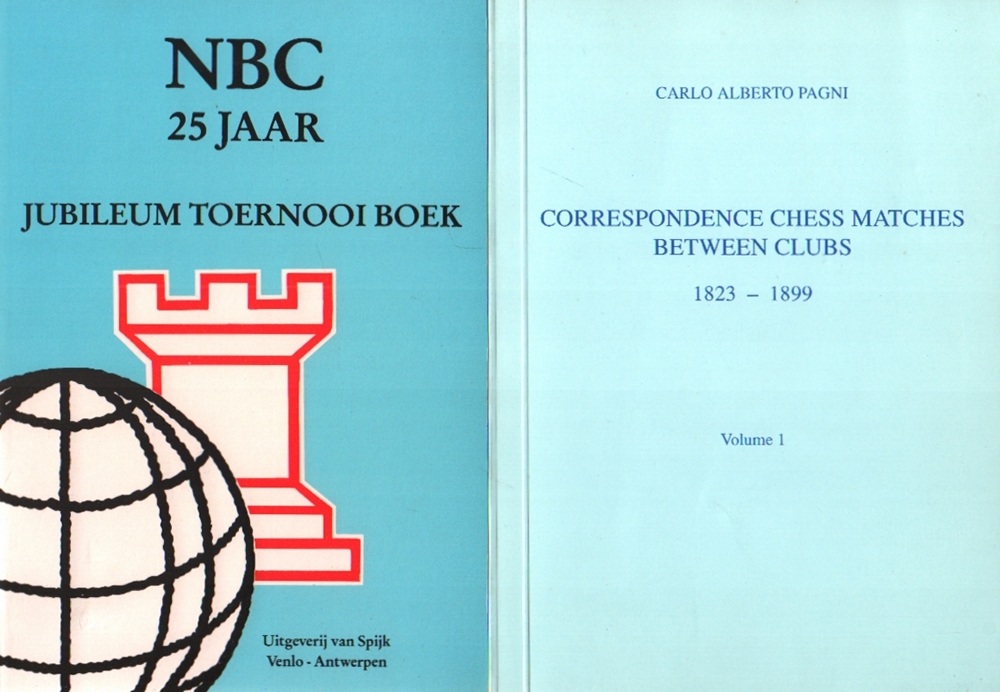 NBC
25 JAAR
JUBILEUM TOERNOOI BOEK
Uitgeverij van Spijk
Venlo - Antwerpen
CARLO ALBERTO PAGNI
CORRESPONDENCE CHESS MATCHES
BETWEEN CLUBS
1823 – 1899
Volume 1